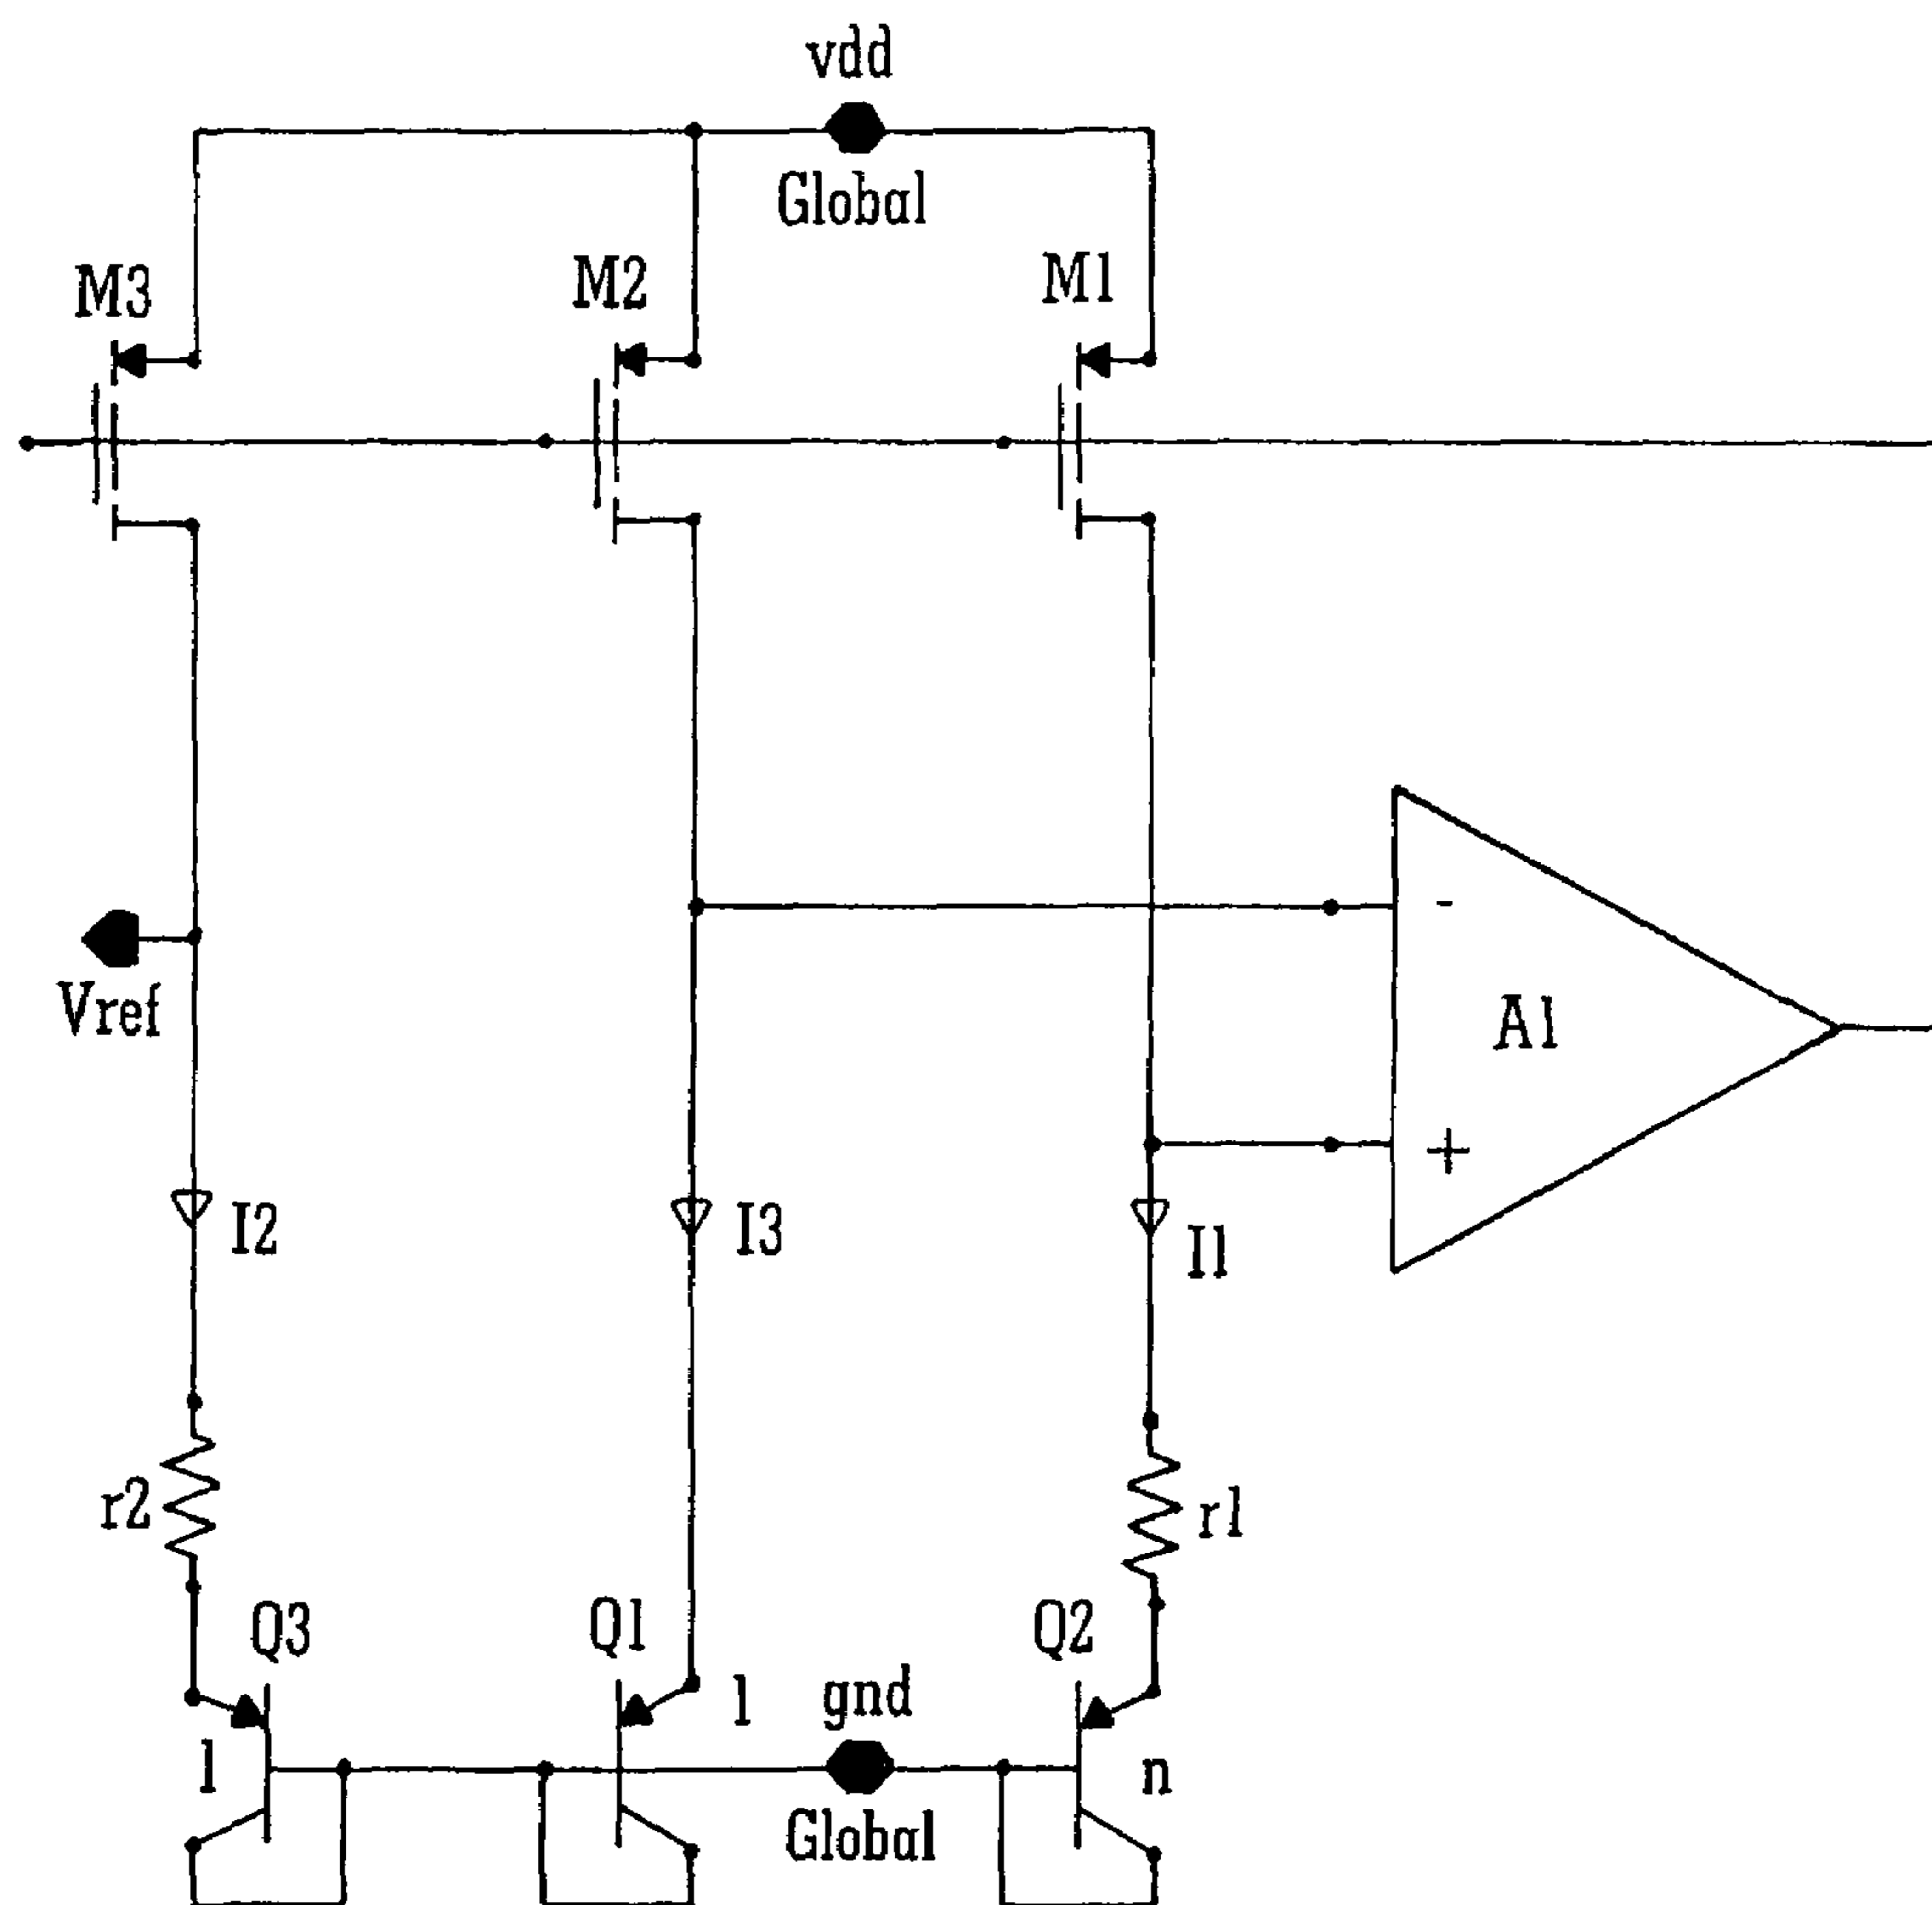 vdd
Global
M3
M2
M1
-
A1
+
Vref
I2
I3
I1
r2
r1
Q3
Q1
Q2
1
1
gnd
Global
n